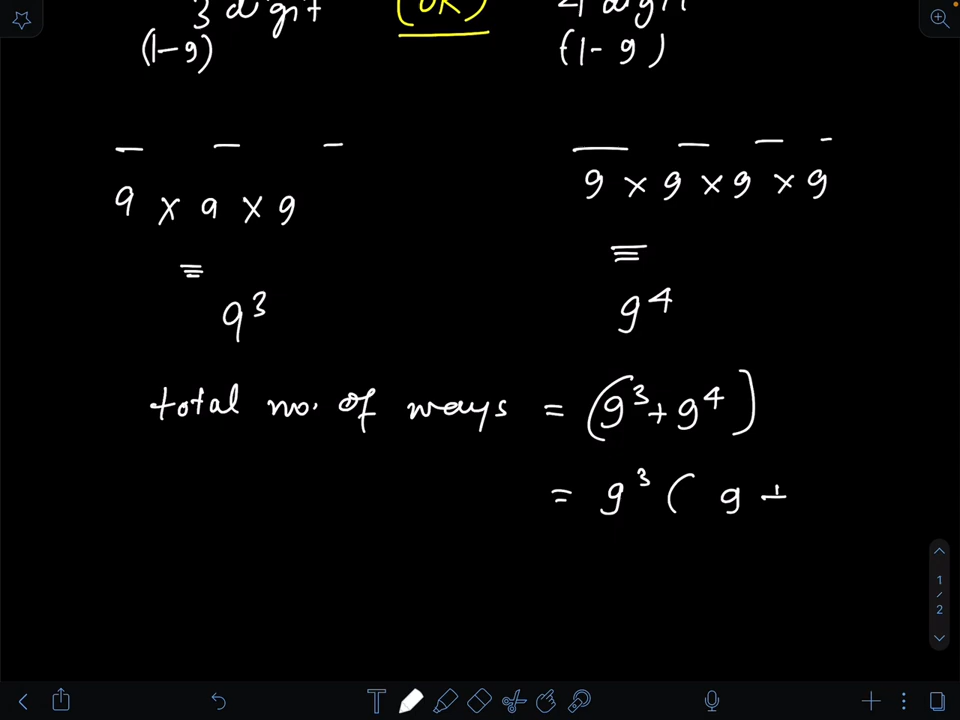 3 digit (OR) 4 digit
(1-9) (1-9)
9 × 9 × 9 9 × 9 × 9 × 9
= =
9³ 9⁴
total no. of ways = (9³+9⁴)
= 9³ ( 9 +
1
/
2
T